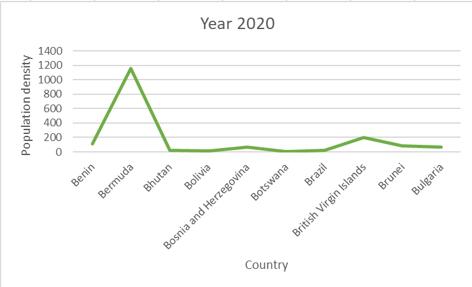 Year 2020
Population density
1400
1200
1000
800
600
400
200
0
Benin
Bermuda
Bhutan
Bolivia
Bosnia and Herzegovina
Botswana
Brazil
British Virgin Islands
Brunei
Bulgaria
Country